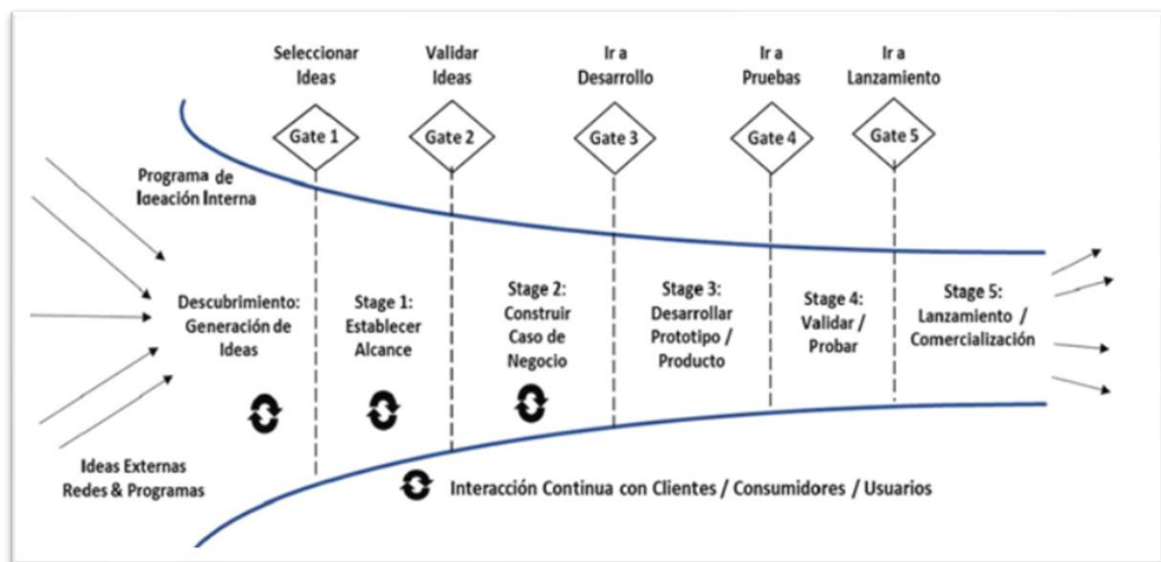 Seleccionar
Ideas
Validar
Ideas
Ir a
Desarrollo
Ir a
Pruebas
Ir a
Lanzamiento
Gate 1
Gate 2
Gate 3
Gate 4
Gate 5
Programa de
Ideación Interna
Descubrimiento:
Generación de
Ideas
Stage 1:
Establecer
Alcance
Stage 2:
Construir
Caso de
Negocio
Stage 3:
Desarrollar
Prototipo /
Producto
Stage 4:
Validar /
Probar
Stage 5:
Lanzamiento /
Comercialización
Ideas Externas
Redes & Programas
Interacción Continua con Clientes / Consumidores / Usuarios